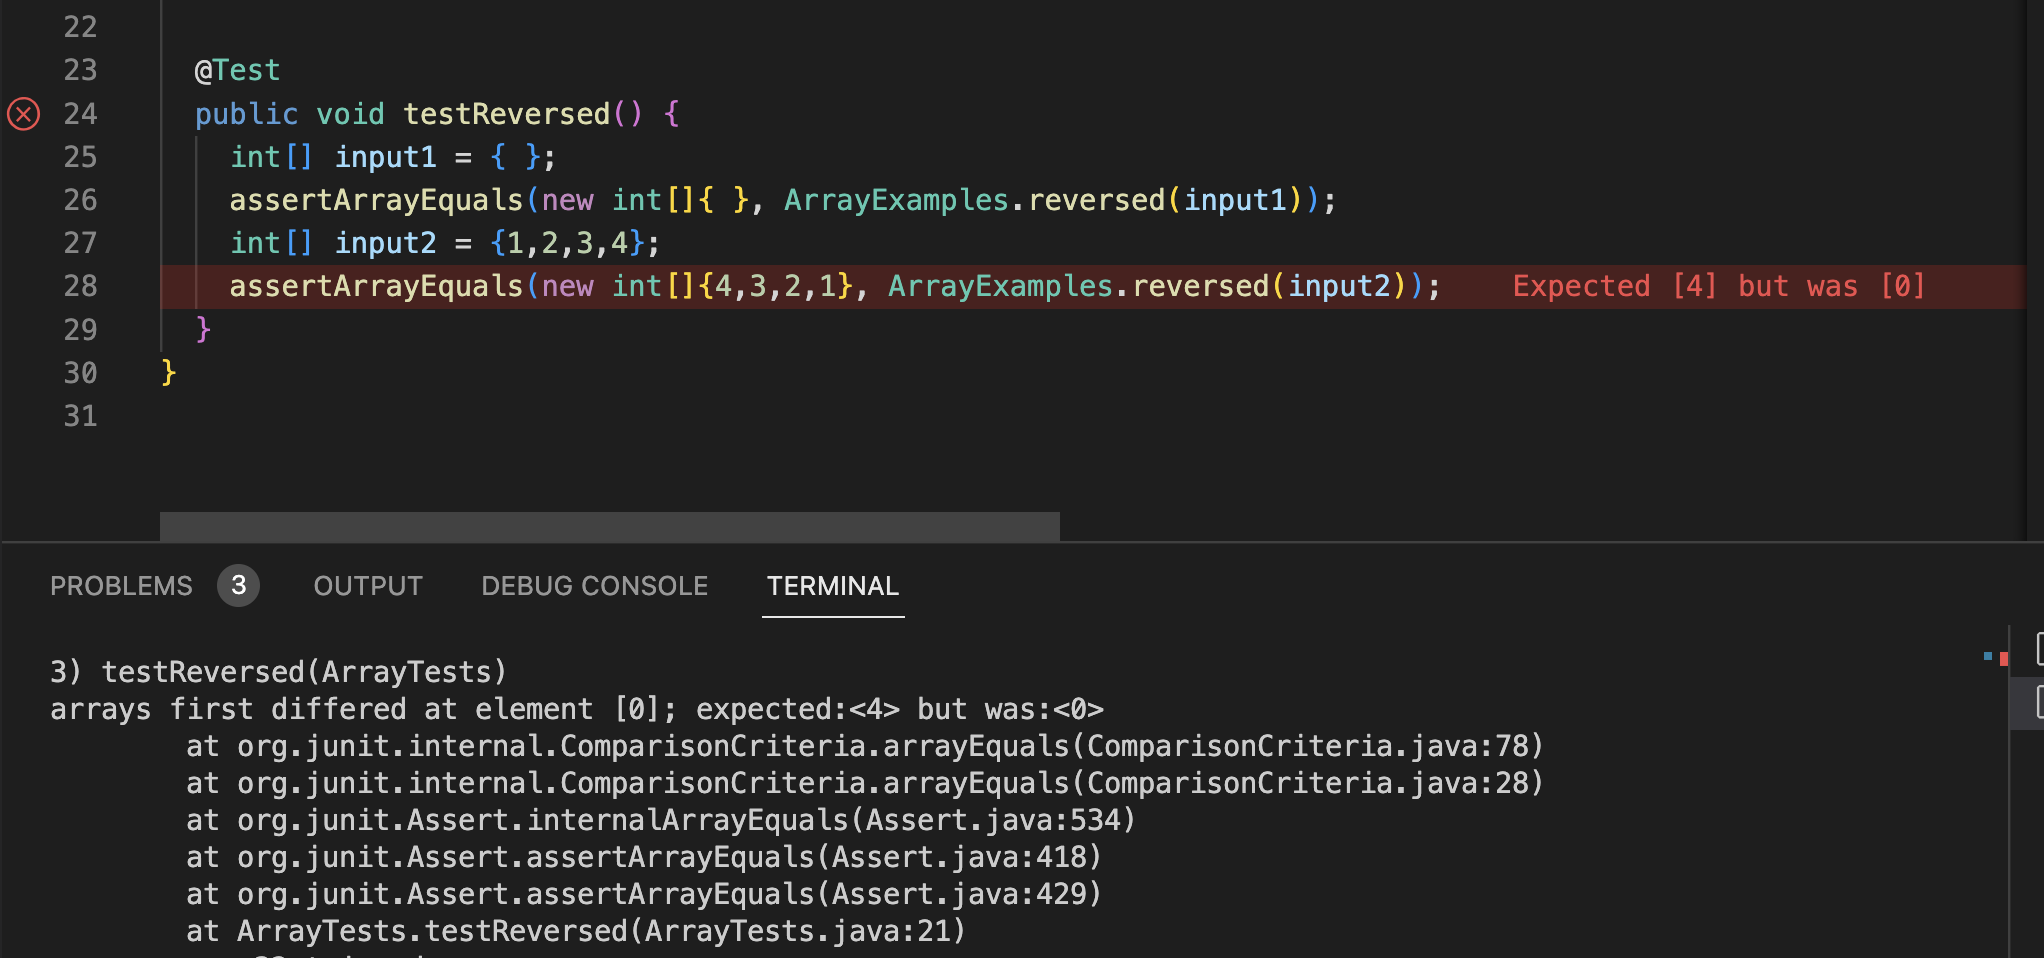 22
23 @Test
24 public void testReversed() {
25 int[] input1 = { };
26 assertArrayEquals(new int[]{ }, ArrayExamples.reversed(input1));
27 int[] input2 = {1,2,3,4};
28 assertArrayEquals(new int[]{4,3,2,1}, ArrayExamples.reversed(input2)); Expected [4] but was [0]
29 }
30 }
31
PROBLEMS 3 OUTPUT DEBUG CONSOLE TERMINAL
3) testReversed(ArrayTests)
arrays first differed at element [0]; expected:<4> but was:<0>
at org.junit.internal.ComparisonCriteria.arrayEquals(ComparisonCriteria.java:78)
at org.junit.internal.ComparisonCriteria.arrayEquals(ComparisonCriteria.java:28)
at org.junit.Assert.internalArrayEquals(Assert.java:534)
at org.junit.Assert.assertArrayEquals(Assert.java:418)
at org.junit.Assert.assertArrayEquals(Assert.java:429)
at ArrayTests.testReversed(ArrayTests.java:21)